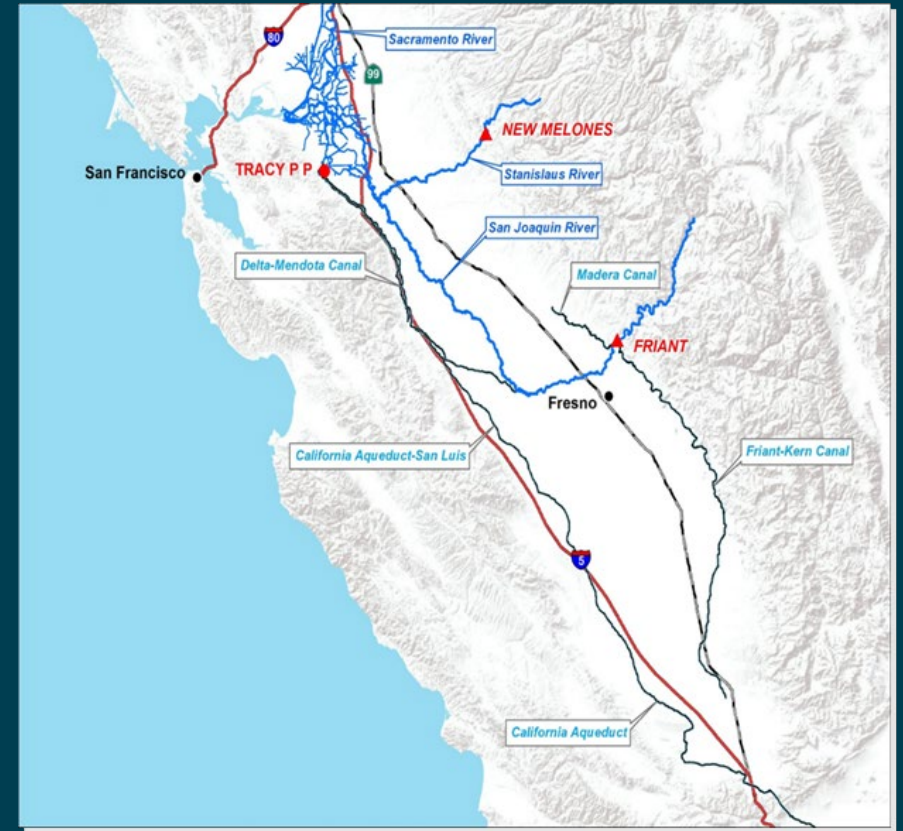 80
Sacramento River
99
NEW MELONES
San Francisco
TRACY P P
Stanislaus River
San Joaquin River
Delta-Mendota Canal
Madera Canal
FRIANT
Fresno
California Aqueduct-San Luis
Friant-Kern Canal
5
California Aqueduct